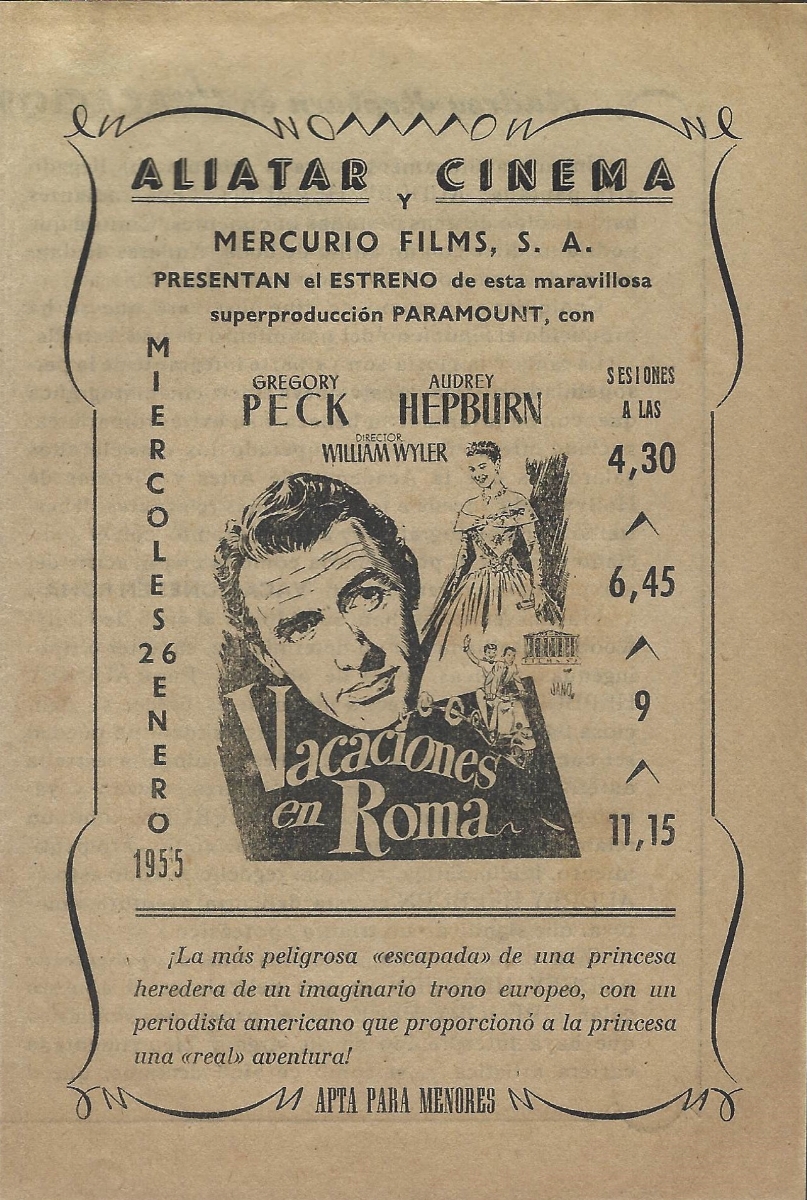 ALIATAR CINEMA
Y
MERCURIO FILMS, S. A.
PRESENTAN el ESTRENO de esta maravillosa
superproducción PARAMOUNT, con
MIERCOLES
26
ENERO
1955
GREGORY
PECK
AUDREY
HEPBURN
DIRECTOR
WILLIAM WYLER
FILMS S.A.
JANO,
Vacaciones
en Roma
SESIONES
A LAS
4,30
6,45
9
11,15
¡La más peligrosa «escapada» de una princesa
heredera de un imaginario trono europeo, con un
periodista americano que proporcionó a la princesa
una «real» aventura!
APTA PARA MENORES